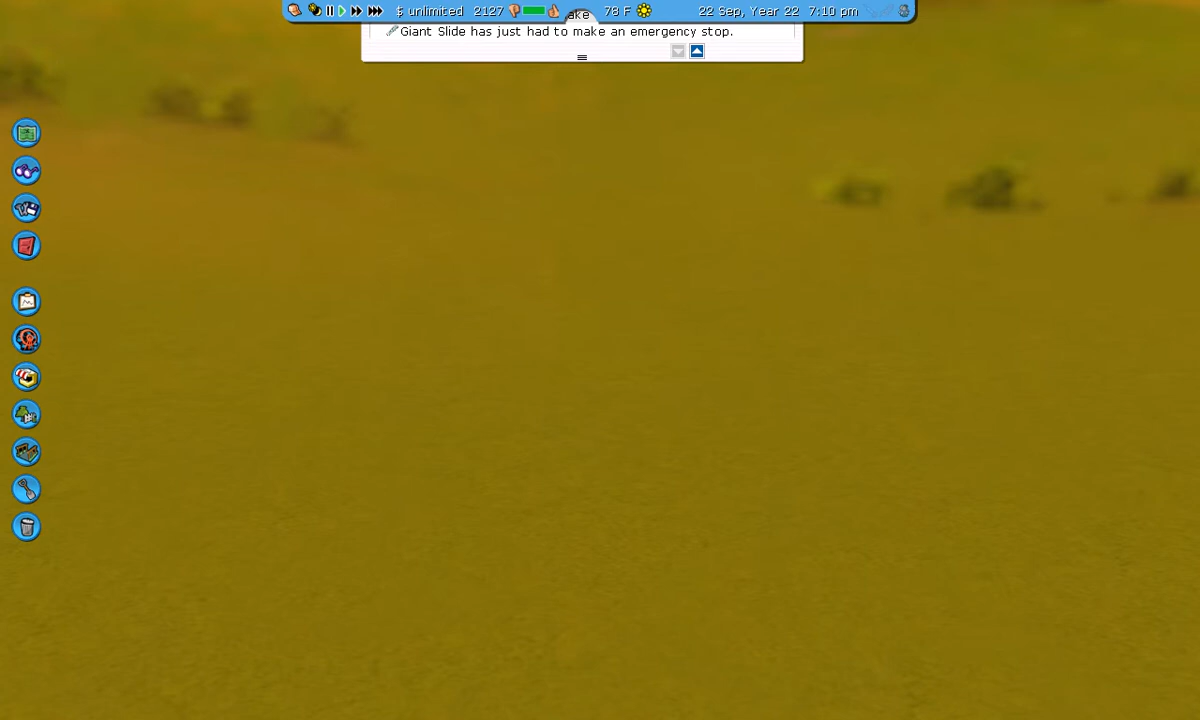 $ unlimited 2127 ake 78 F 22 Sep, Year 22 7:10 pm
Giant Slide has just had to make an emergency stop.